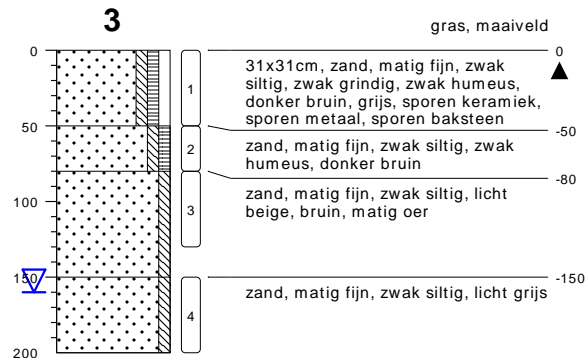 3
gras, maaiveld
0
0
31x31cm, zand, matig fijn, zwak
siltig, zwak grindig, zwak humeus,
donker bruin, grijs, sporen keramiek,
sporen metaal, sporen baksteen
1
50
-50
zand, matig fijn, zwak siltig, zwak
humeus, donker bruin
2
-80
zand, matig fijn, zwak siltig, licht
beige, bruin, matig oer
100
3
150
-150
zand, matig fijn, zwak siltig, licht grijs
4
200